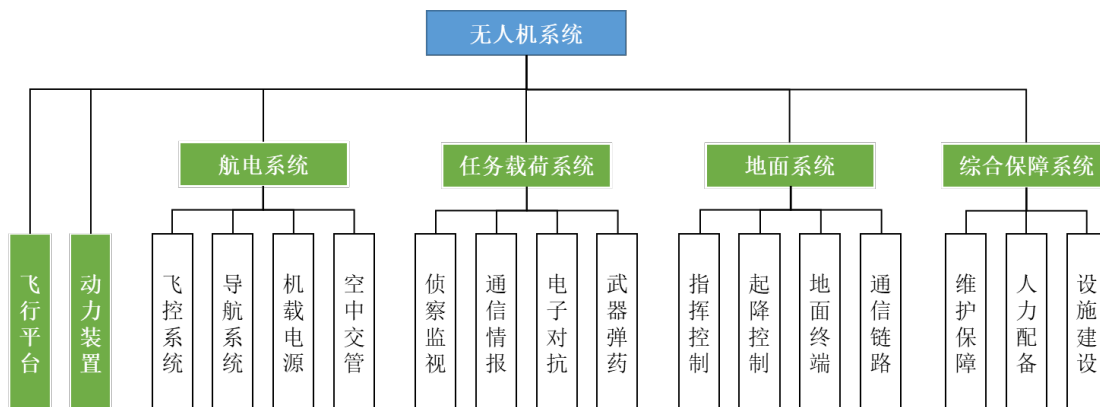 无人机系统
航电系统
任务载荷系统
地面系统
综合保障系统
飞行平台
动力装置
飞控系统
导航系统
机载电源
空中交管
侦察监视
通信情报
电子对抗
武器弹药
指挥控制
起降控制
地面终端
通信链路
维护保障
人力配备
设施建设